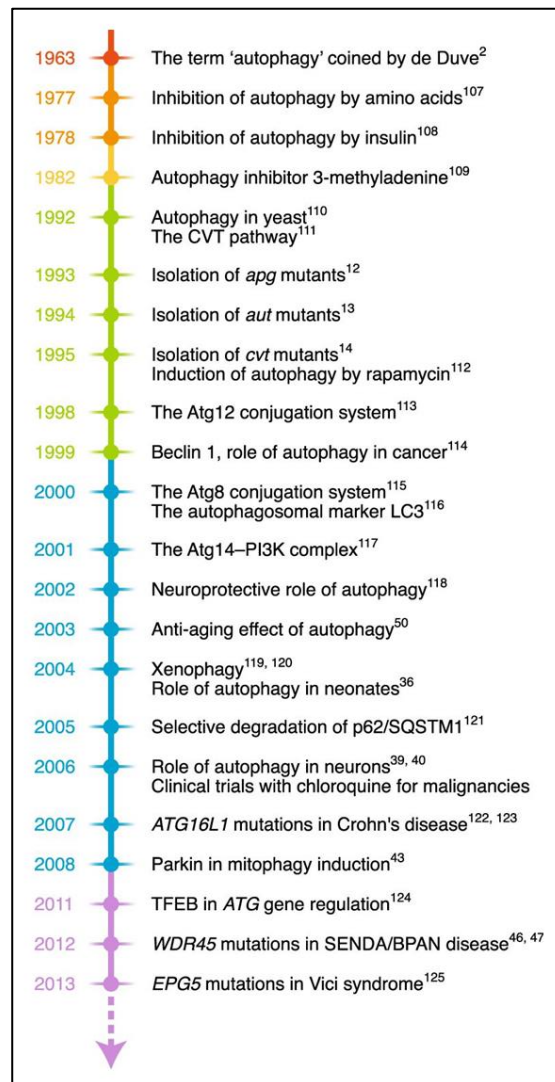 1963 The term ‘autophagy’ coined by de Duve2
1977 Inhibition of autophagy by amino acids107
1978 Inhibition of autophagy by insulin108
1982 Autophagy inhibitor 3-methyladenine109
1992 Autophagy in yeast110
The CVT pathway111
1993 Isolation of apg mutants12
1994 Isolation of aut mutants13
1995 Isolation of cvt mutants14
Induction of autophagy by rapamycin112
1998 The Atg12 conjugation system113
1999 Beclin 1, role of autophagy in cancer114
2000 The Atg8 conjugation system115
The autophagosomal marker LC3116
2001 The Atg14–PI3K complex117
2002 Neuroprotective role of autophagy118
2003 Anti-aging effect of autophagy50
2004 Xenophagy119, 120
Role of autophagy in neonates36
2005 Selective degradation of p62/SQSTM1121
2006 Role of autophagy in neurons39, 40
Clinical trials with chloroquine for malignancies
2007 ATG16L1 mutations in Crohn's disease122, 123
2008 Parkin in mitophagy induction43
2011 TFEB in ATG gene regulation124
2012 WDR45 mutations in SENDA/BPAN disease46, 47
2013 EPG5 mutations in Vici syndrome125